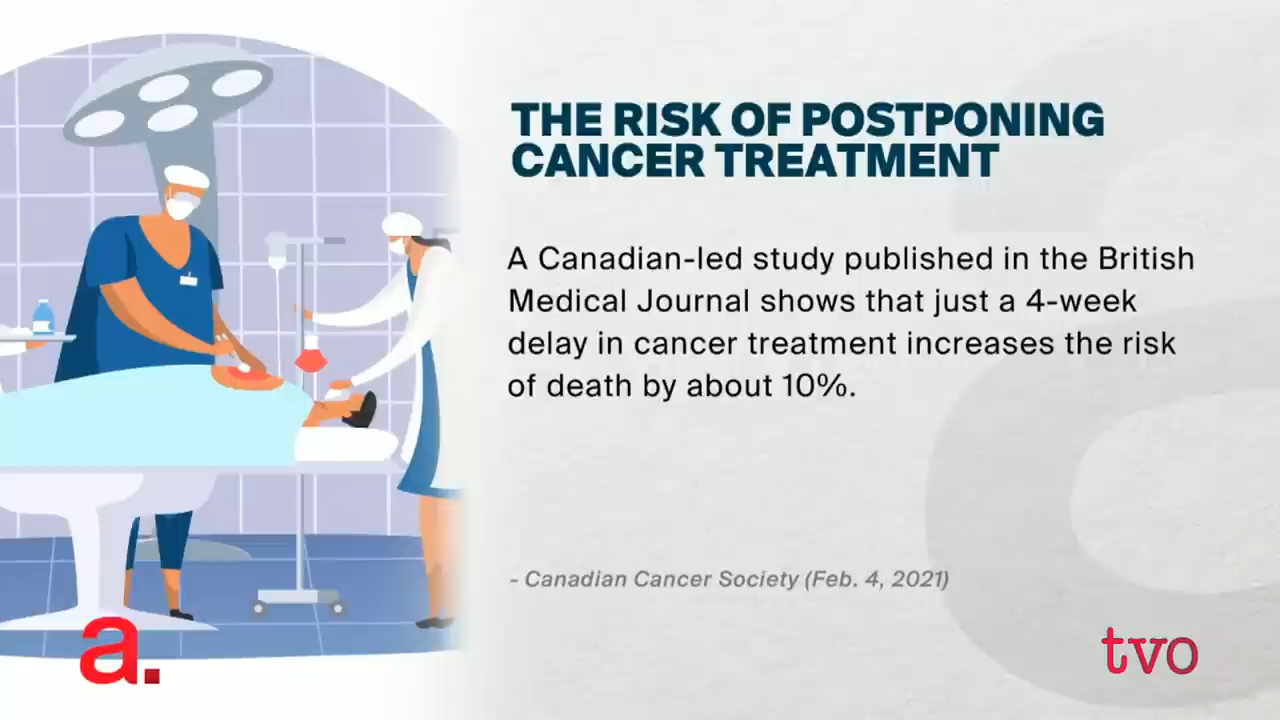 THE RISK OF POSTPONING
CANCER TREATMENT
A Canadian-led study published in the British
Medical Journal shows that just a 4-week
delay in cancer treatment increases the risk
of death by about 10%.
- Canadian Cancer Society (Feb. 4, 2021)
a.
tvo